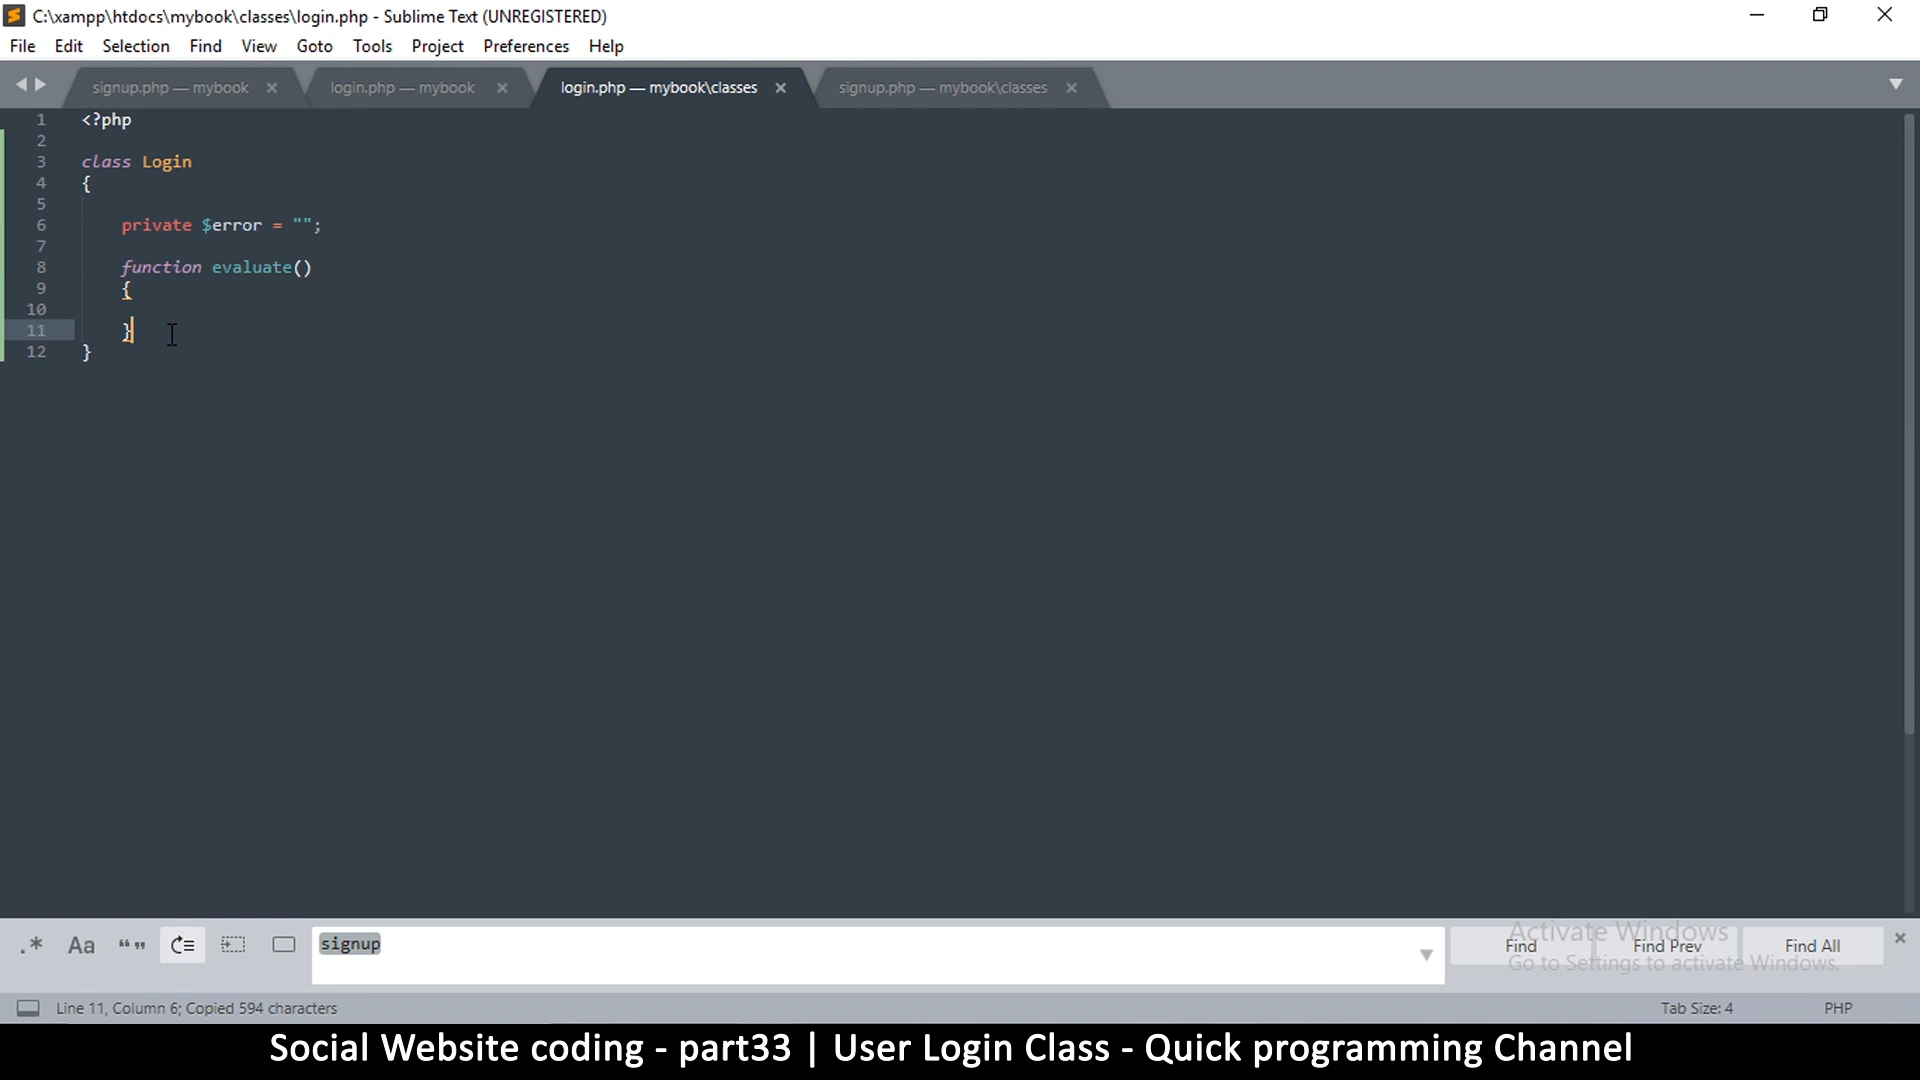 C:\xampp\htdocs\mybook\classes\login.php - Sublime Text (UNREGISTERED)
File Edit Selection Find View Goto Tools Project Preferences Help
signup.php — mybook login.php — mybook login.php — mybook\classes signup.php — mybook\classes
1 <?php
2
3 class Login
4 {
5
6 private $error = "";
7
8 function evaluate()
9 {
10
11 }
12 }
.* Aa “” signup Find Find Prev Find All
Activate Windows
Go to Settings to activate Windows.
Line 11, Column 6; Copied 594 characters Tab Size: 4 PHP
Social Website coding - part33 | User Login Class - Quick programming Channel